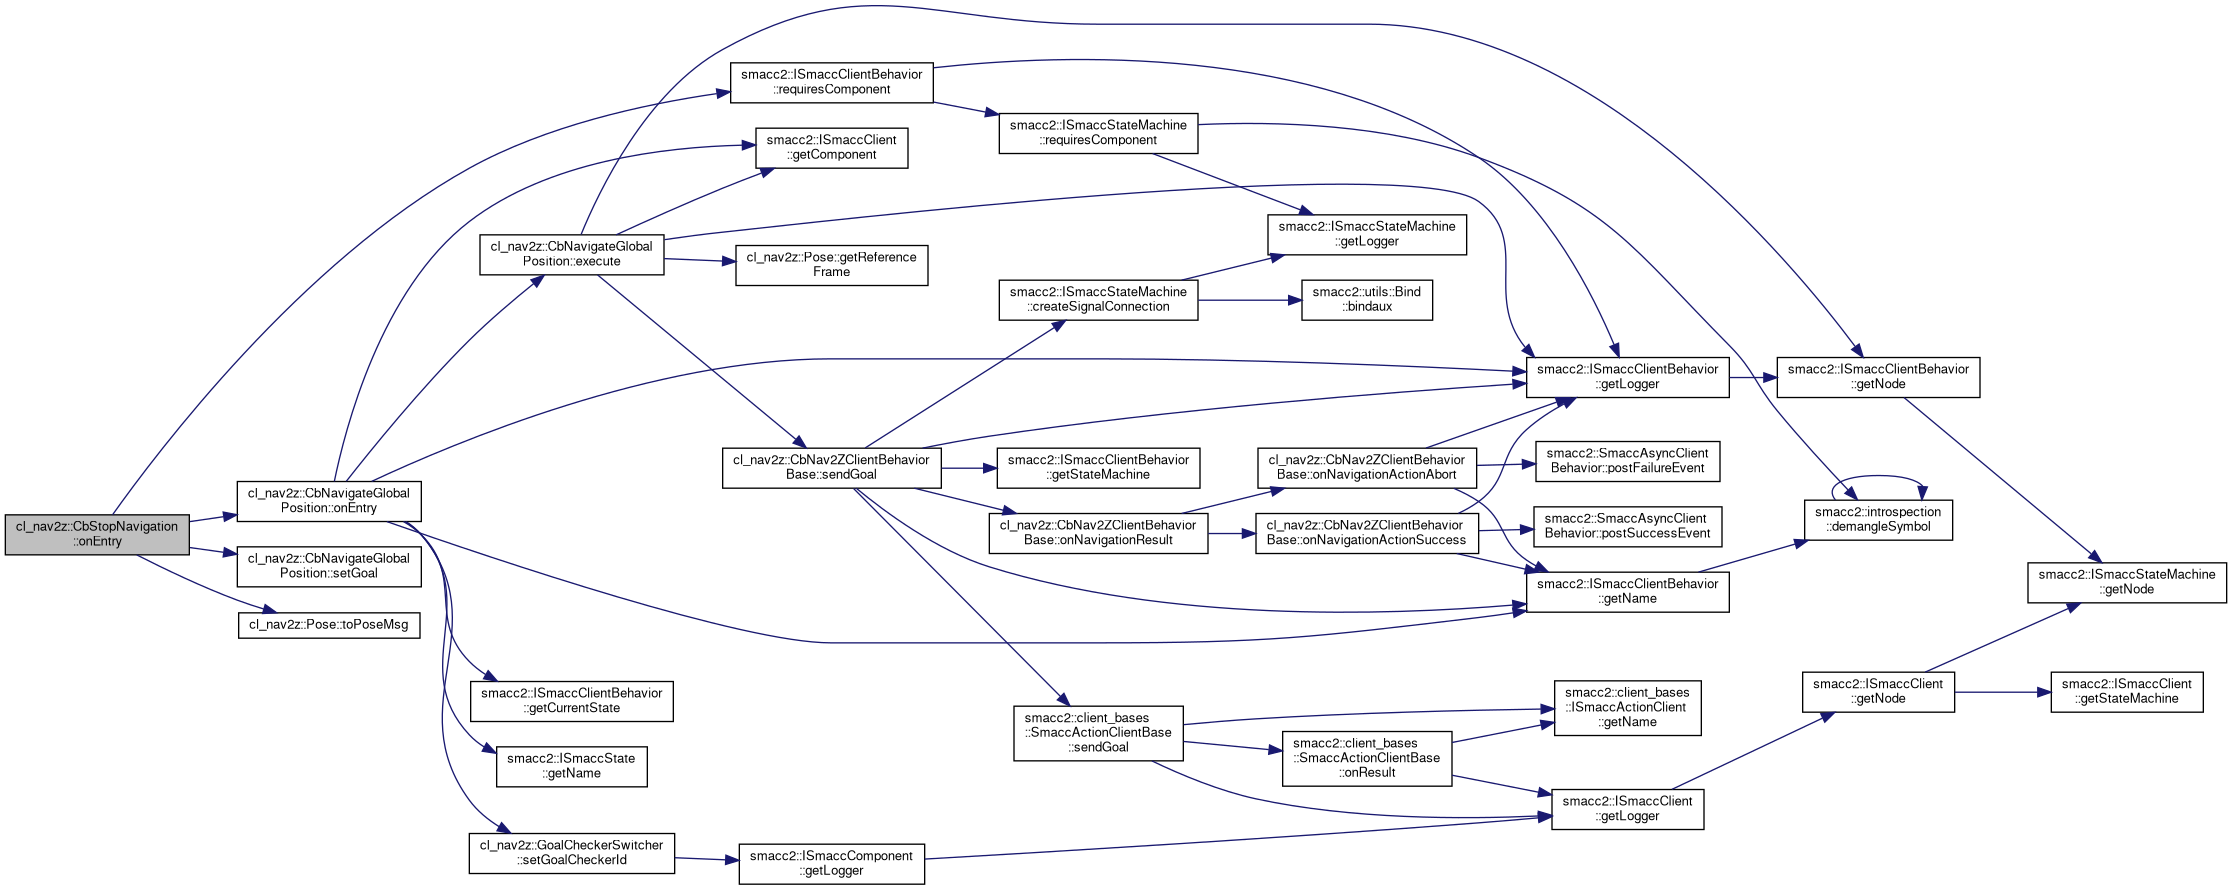 cl_nav2z::CbStopNavigation
::onEntry
cl_nav2z::CbNavigateGlobal
Position::onEntry
cl_nav2z::CbNavigateGlobal
Position::setGoal
cl_nav2z::Pose::toPoseMsg
cl_nav2z::CbNavigateGlobal
Position::execute
smacc2::ISmaccClientBehavior
::getCurrentState
smacc2::ISmaccState
::getName
cl_nav2z::GoalCheckerSwitcher
::setGoalCheckerId
smacc2::ISmaccClientBehavior
::requiresComponent
smacc2::ISmaccClient
::getComponent
cl_nav2z::Pose::getReference
Frame
cl_nav2z::CbNav2ZClientBehavior
Base::sendGoal
smacc2::ISmaccComponent
::getLogger
smacc2::ISmaccStateMachine
::requiresComponent
smacc2::ISmaccStateMachine
::createSignalConnection
smacc2::ISmaccClientBehavior
::getStateMachine
cl_nav2z::CbNav2ZClientBehavior
Base::onNavigationResult
smacc2::client_bases
::SmaccActionClientBase
::sendGoal
smacc2::ISmaccStateMachine
::getLogger
smacc2::utils::Bind
::bindaux
cl_nav2z::CbNav2ZClientBehavior
Base::onNavigationActionAbort
cl_nav2z::CbNav2ZClientBehavior
Base::onNavigationActionSuccess
smacc2::client_bases
::SmaccActionClientBase
::onResult
smacc2::ISmaccClientBehavior
::getLogger
smacc2::SmaccAsyncClient
Behavior::postFailureEvent
smacc2::SmaccAsyncClient
Behavior::postSuccessEvent
smacc2::ISmaccClientBehavior
::getName
smacc2::client_bases
::ISmaccActionClient
::getName
smacc2::ISmaccClient
::getLogger
smacc2::ISmaccClientBehavior
::getNode
smacc2::introspection
::demangleSymbol
smacc2::ISmaccClient
::getNode
smacc2::ISmaccStateMachine
::getNode
smacc2::ISmaccClient
::getStateMachine